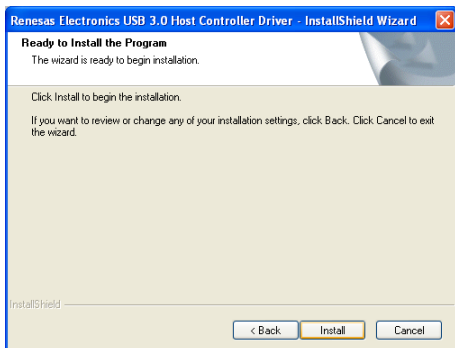 Renesas Electronics USB 3.0 Host Controller Driver - InstallShield Wizard
Ready to Install the Program
The wizard is ready to begin installation.
Click Install to begin the installation.
If you want to review or change any of your installation settings, click Back. Click Cancel to exit
the wizard.
InstallShield
< Back Install Cancel